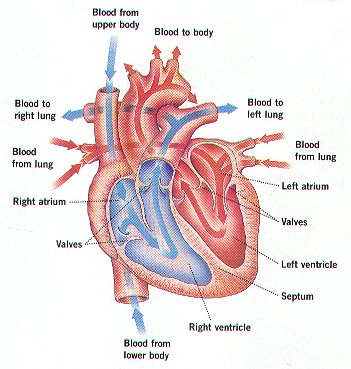 Blood from
upper body
Blood to body
Blood to
right lung
Blood to
left lung
Blood
from lung
Blood
from lung
Left atrium
Right atrium
Valves
Valves
Left ventricle
Septum
Right ventricle
Blood from
lower body